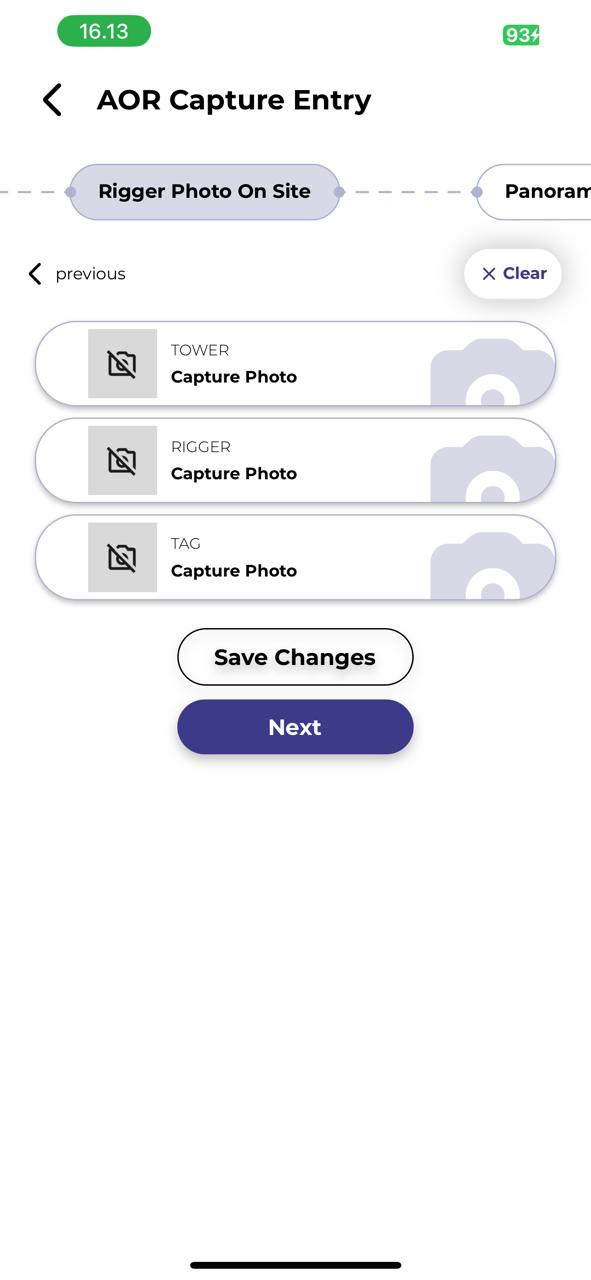 16.13
93
AOR Capture Entry
Rigger Photo On Site
Panoram
previous
Clear
TOWER
Capture Photo
RIGGER
Capture Photo
TAG
Capture Photo
Save Changes
Next